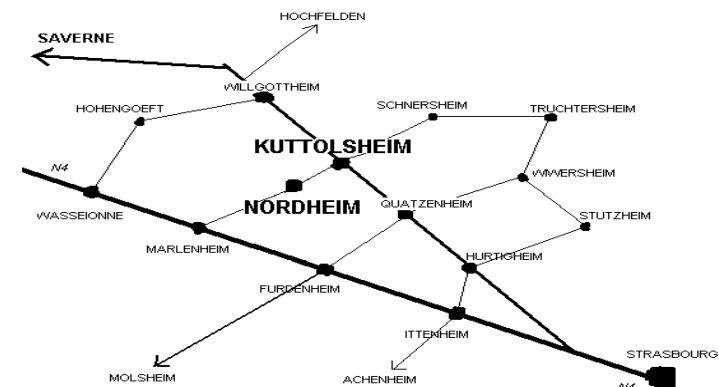 HOCHFELDEN
SAVERNE
WILLGOTTHEIM
HOHENGOEFT
SCHNERSHEIM
TRUCHTERSHEIM
KUTTOLSHEIM
N4
WIWERSHEIM
NORDHEIM
QUATZENHEIM
WASSEIONNE
STUTZHEIM
MARLENHEIM
HURTIGHEIM
FURDENHEIM
ITTENHEIM
STRASBOURG
MOLSHEIM
ACHENHEIM
N4